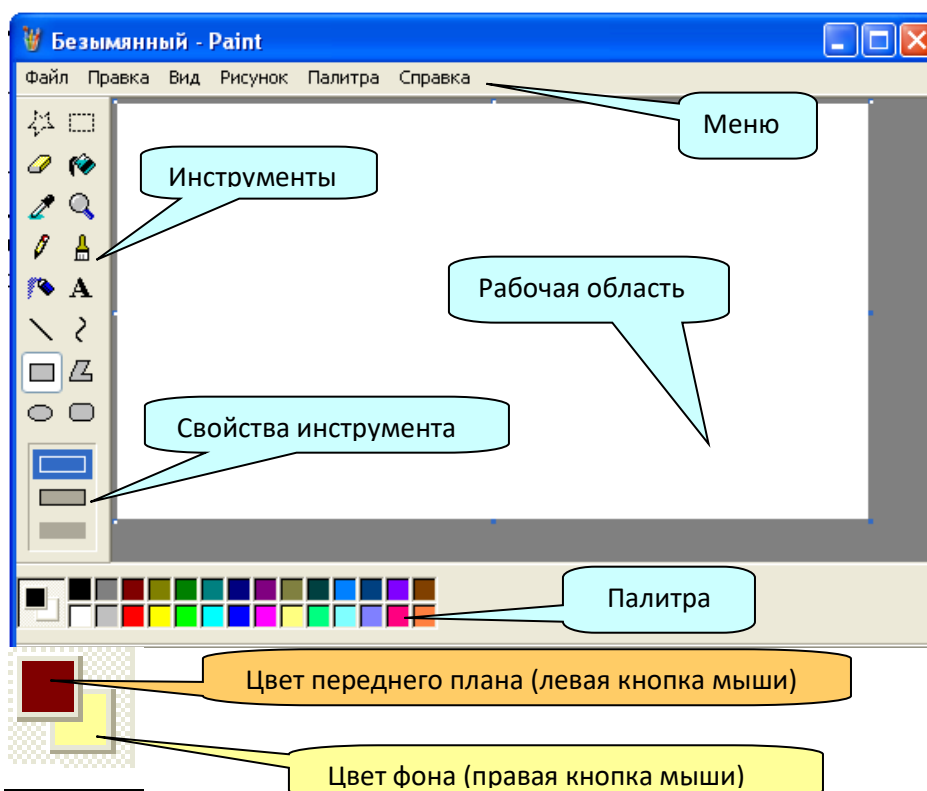 Безымянный - Paint
Файл Правка Вид Рисунок Палитра Справка
Меню
Инструменты
A
Рабочая область
Свойства инструмента
Палитра
Цвет переднего плана (левая кнопка мыши)
Цвет фона (правая кнопка мыши)